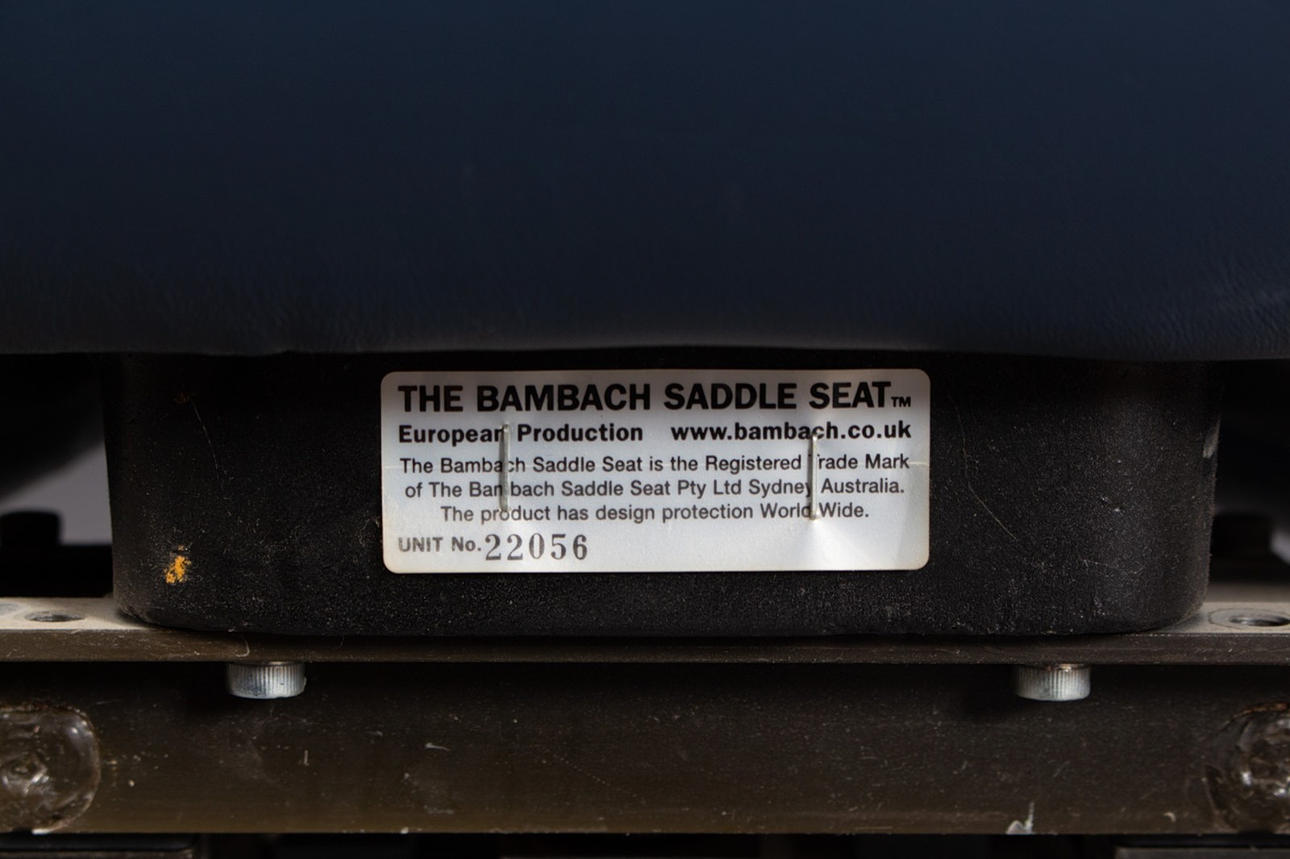 THE BAMBACH SADDLE SEAT™
European Production www.bambach.co.uk
The Bambach Saddle Seat is the Registered Trade Mark
of The Bambach Saddle Seat Pty Ltd Sydney Australia.
The product has design protection World Wide.
UNIT No. 22056